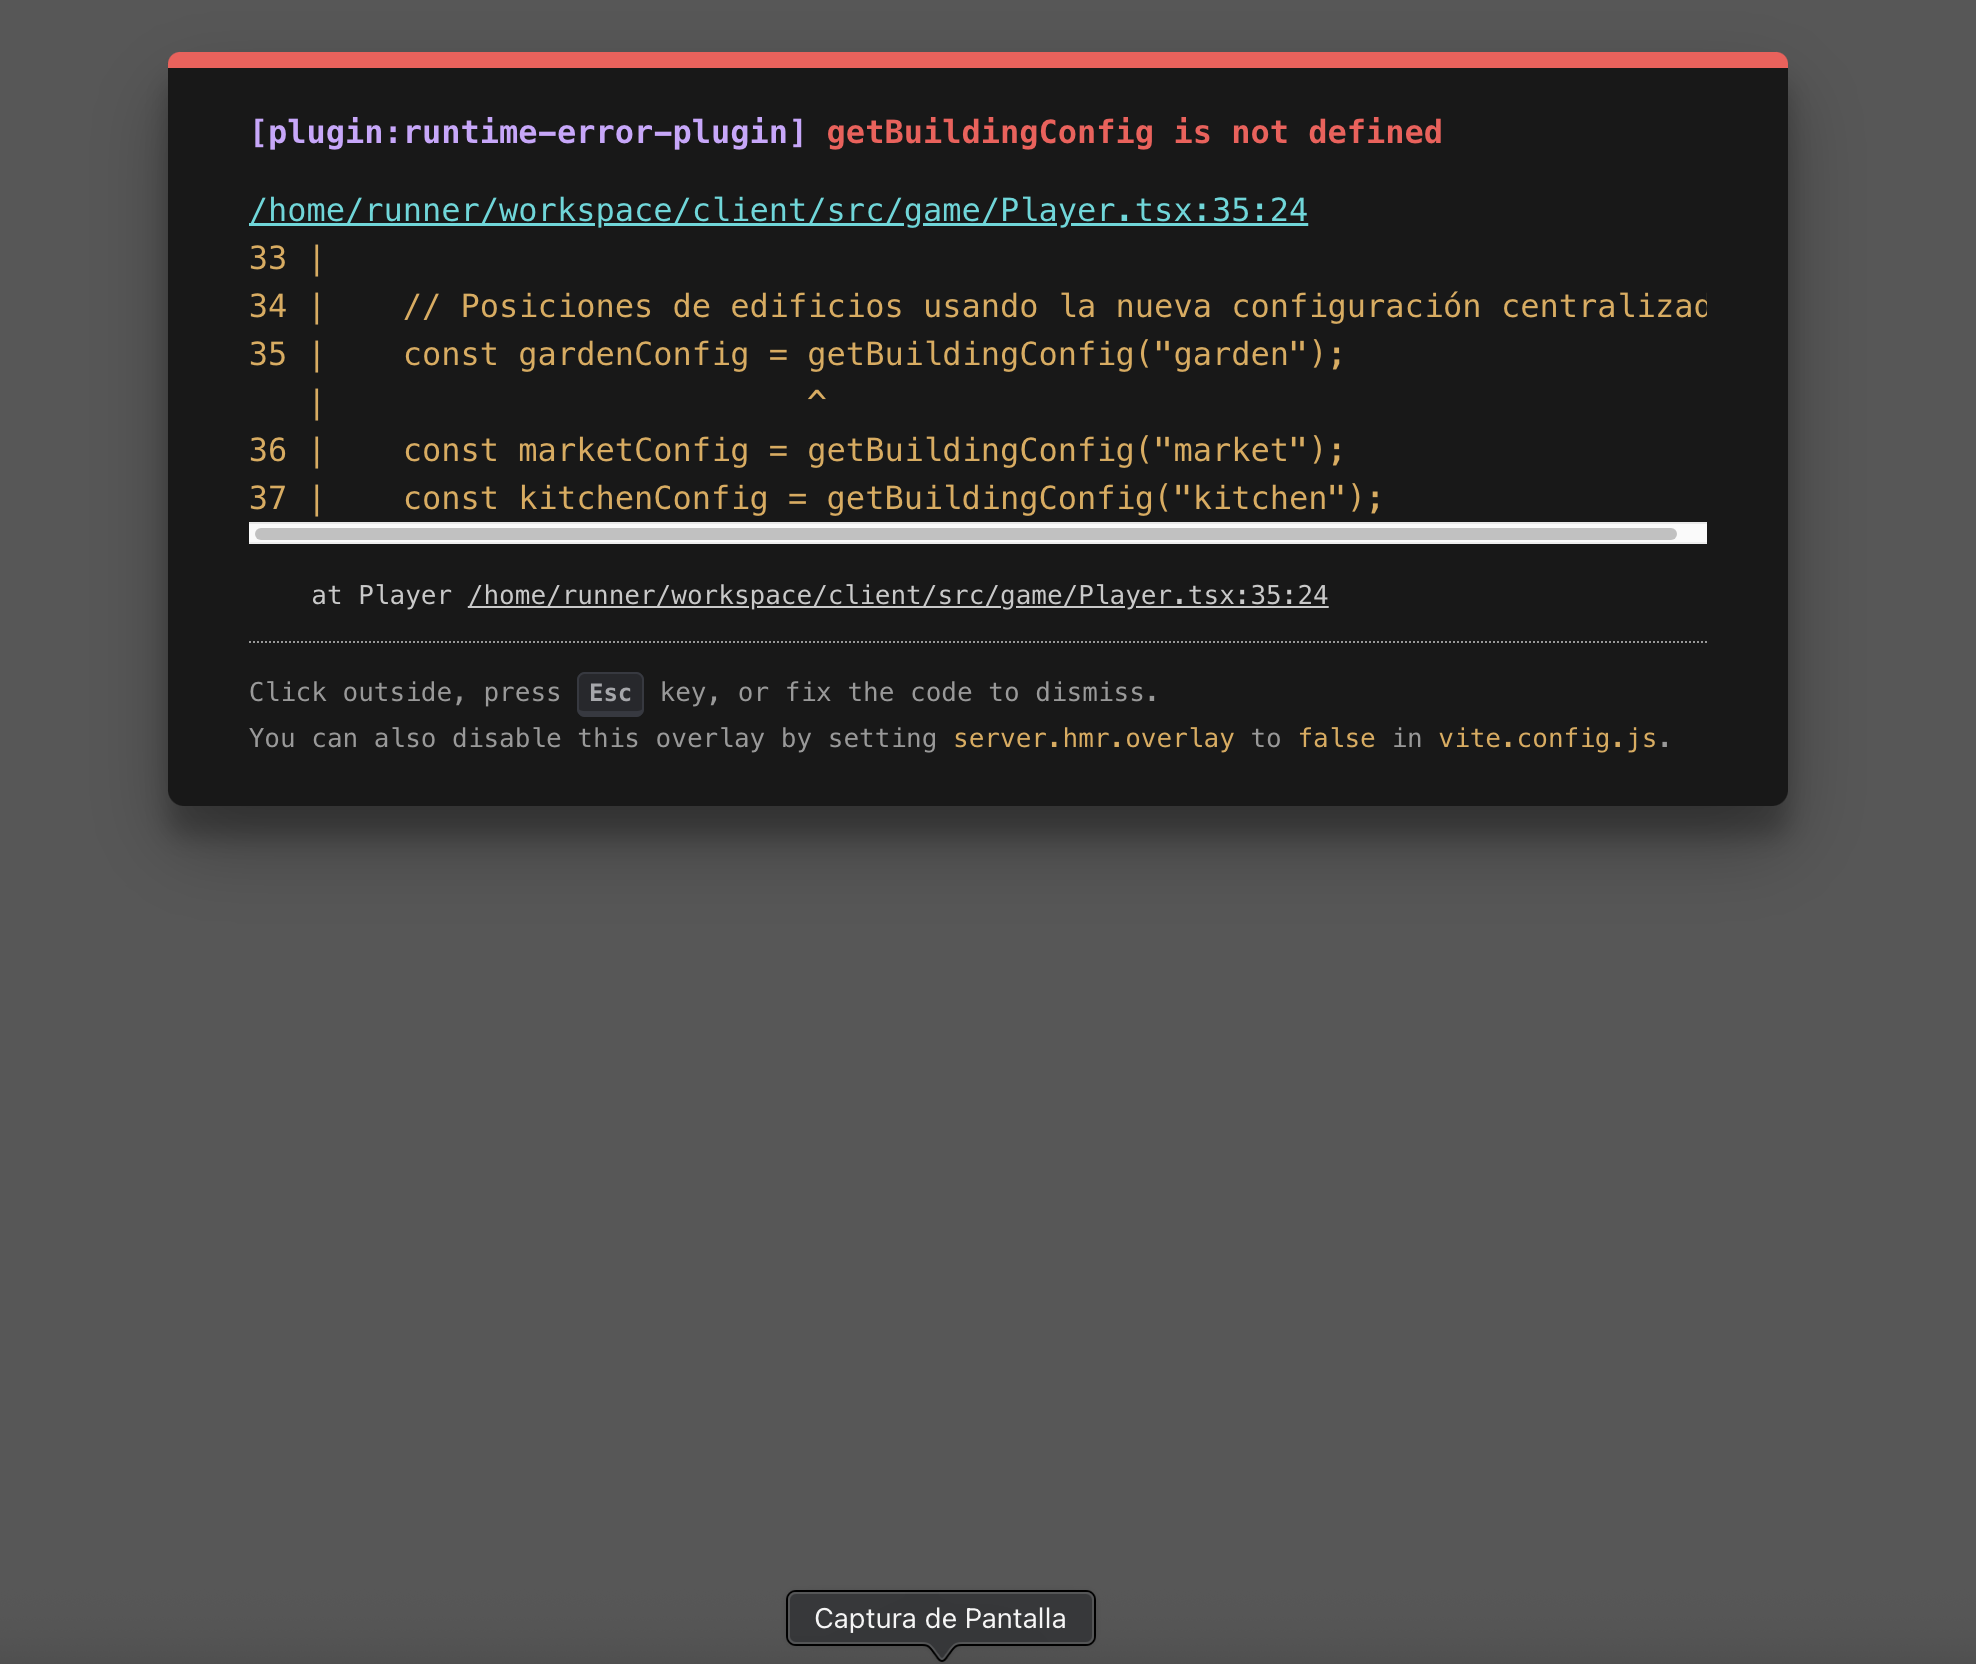 [plugin:runtime-error-plugin] getBuildingConfig is not defined
/home/runner/workspace/client/src/game/Player.tsx:35:24
33 |
34 |    // Posiciones de edificios usando la nueva configuración centralizad
35 |    const gardenConfig = getBuildingConfig("garden");
   |                         ^
36 |    const marketConfig = getBuildingConfig("market");
37 |    const kitchenConfig = getBuildingConfig("kitchen");
at Player /home/runner/workspace/client/src/game/Player.tsx:35:24
Click outside, press Esc key, or fix the code to dismiss.
You can also disable this overlay by setting server.hmr.overlay to false in vite.config.js.
Captura de Pantalla